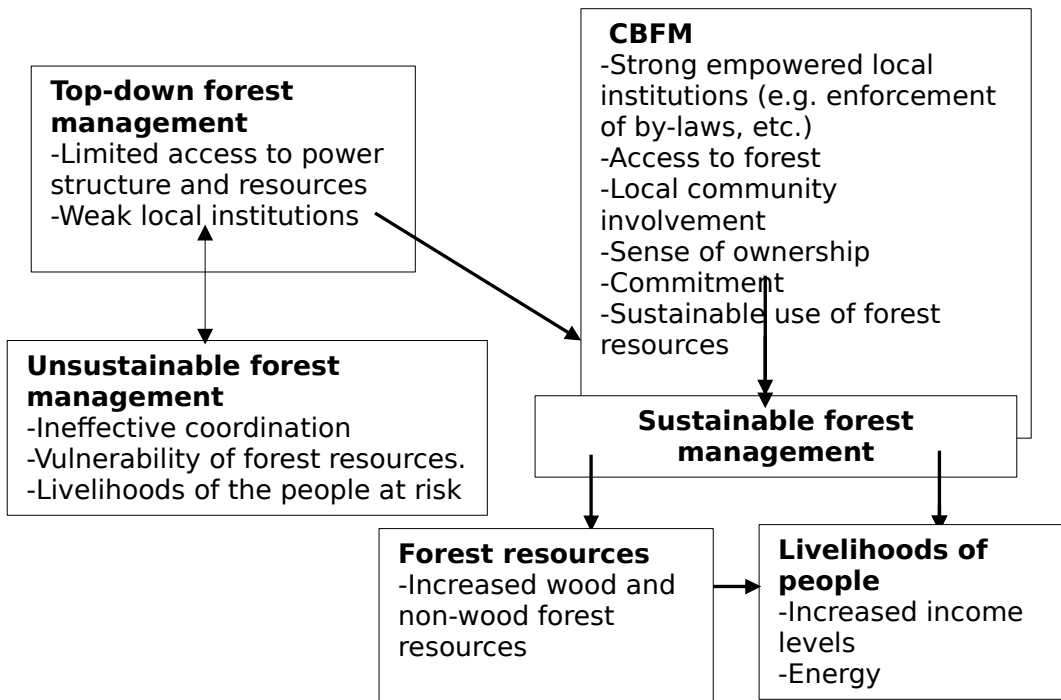 Top-down forest
management
-Limited access to power
structure and resources
-Weak local institutions
CBFM
-Strong empowered local
institutions (e.g. enforcement
of by-laws, etc.)
-Access to forest
-Local community
involvement
-Sense of ownership
-Commitment
-Sustainable use of forest
resources
Unsustainable forest
management
-Ineffective coordination
-Vulnerability of forest resources.
-Livelihoods of the people at risk
Sustainable forest
management
Forest resources
-Increased wood and
non-wood forest
resources
Livelihoods of
people
-Increased income
levels
-Energy